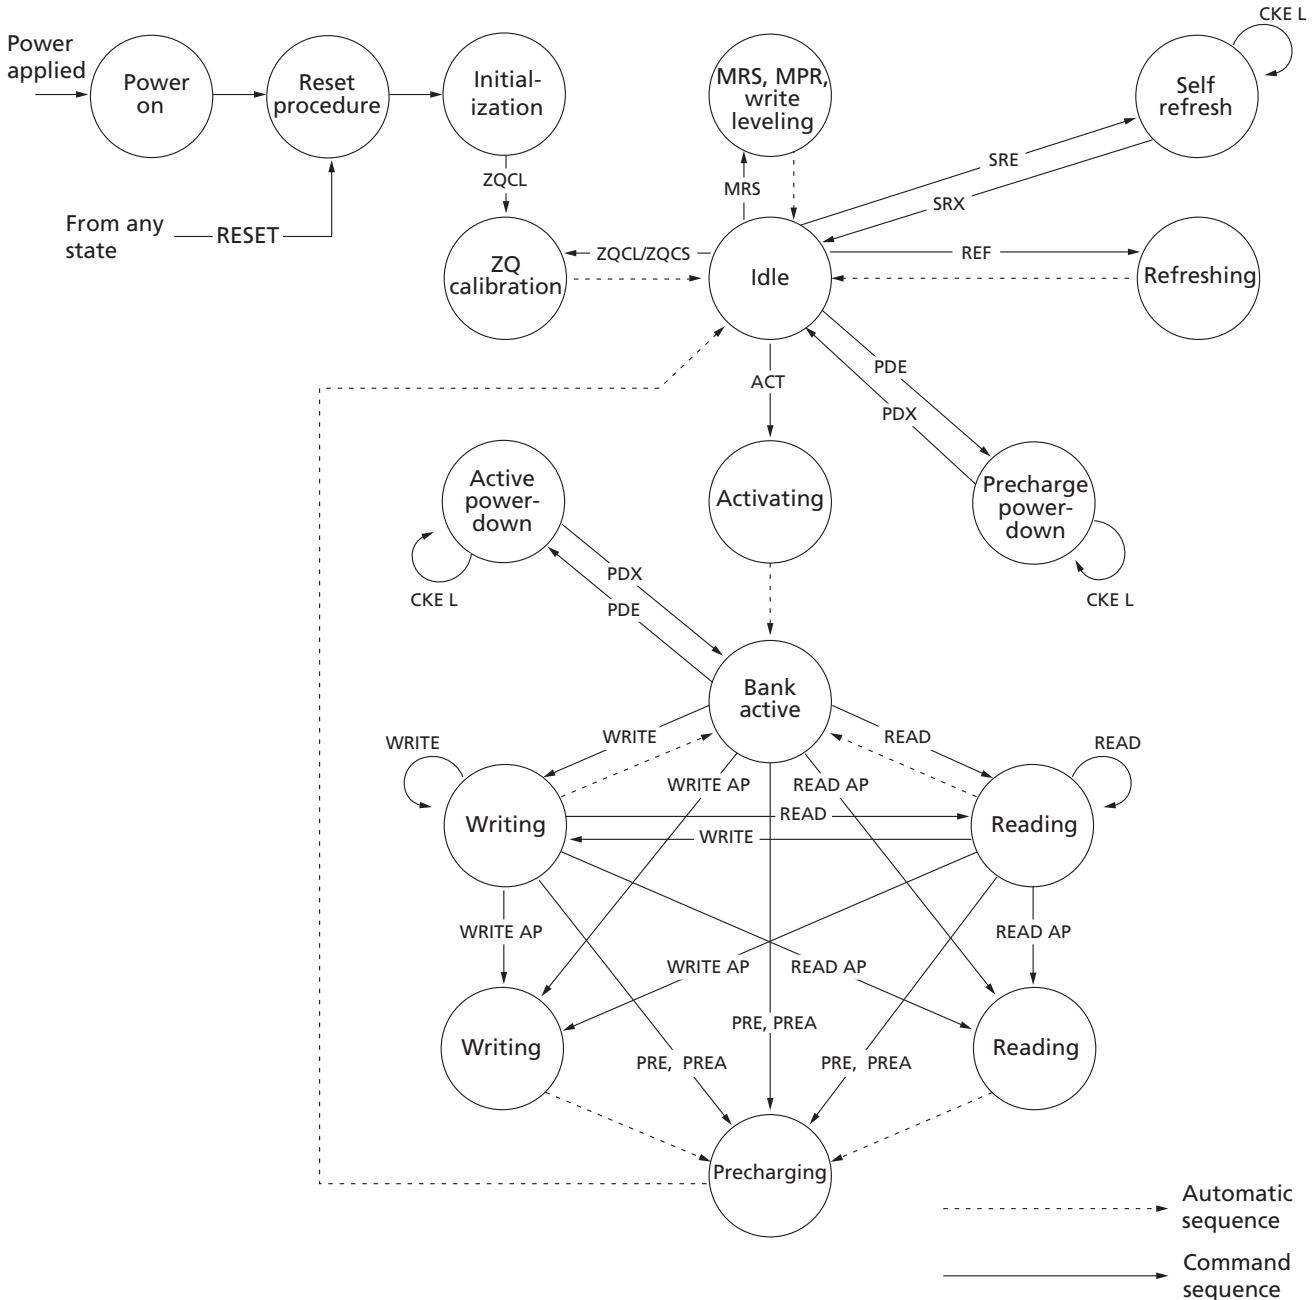 CKE L
Power
applied
Power
on
Reset
procedure
Initial-
ization
MRS, MPR,
write
leveling
Self
refresh
ZQCL
MRS
SRE
SRX
From any
state
RESET
ZQ
calibration
ZQCL/ZQCS
Idle
REF
Refreshing
ACT
PDE
PDX
Active
power-
down
Activating
Precharge
power-
down
CKE L
PDX
PDE
CKE L
Bank
active
WRITE
WRITE
READ
READ
WRITE AP
READ AP
Writing
READ
WRITE
Reading
WRITE AP
READ AP
WRITE AP
READ AP
Writing
PRE, PREA
Reading
PRE, PREA
PRE, PREA
Precharging
Automatic
sequence
Command
sequence